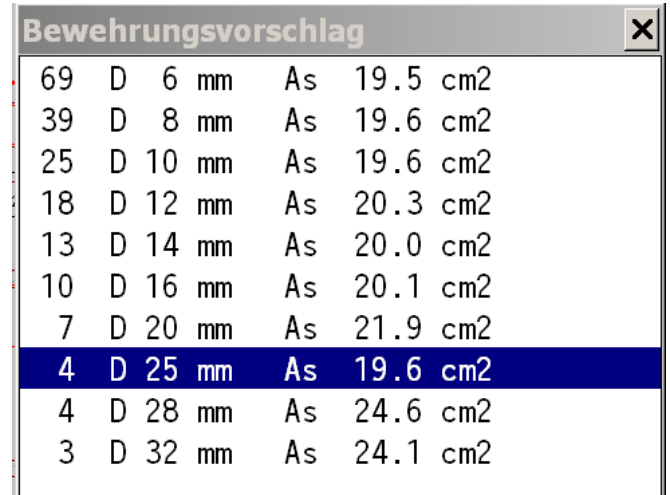 Bewehrungsvorschlag
69 D 6 mm As 19.5 cm2
39 D 8 mm As 19.6 cm2
25 D 10 mm As 19.6 cm2
18 D 12 mm As 20.3 cm2
13 D 14 mm As 20.0 cm2
10 D 16 mm As 20.1 cm2
7 D 20 mm As 21.9 cm2
4 D 25 mm As 19.6 cm2
4 D 28 mm As 24.6 cm2
3 D 32 mm As 24.1 cm2